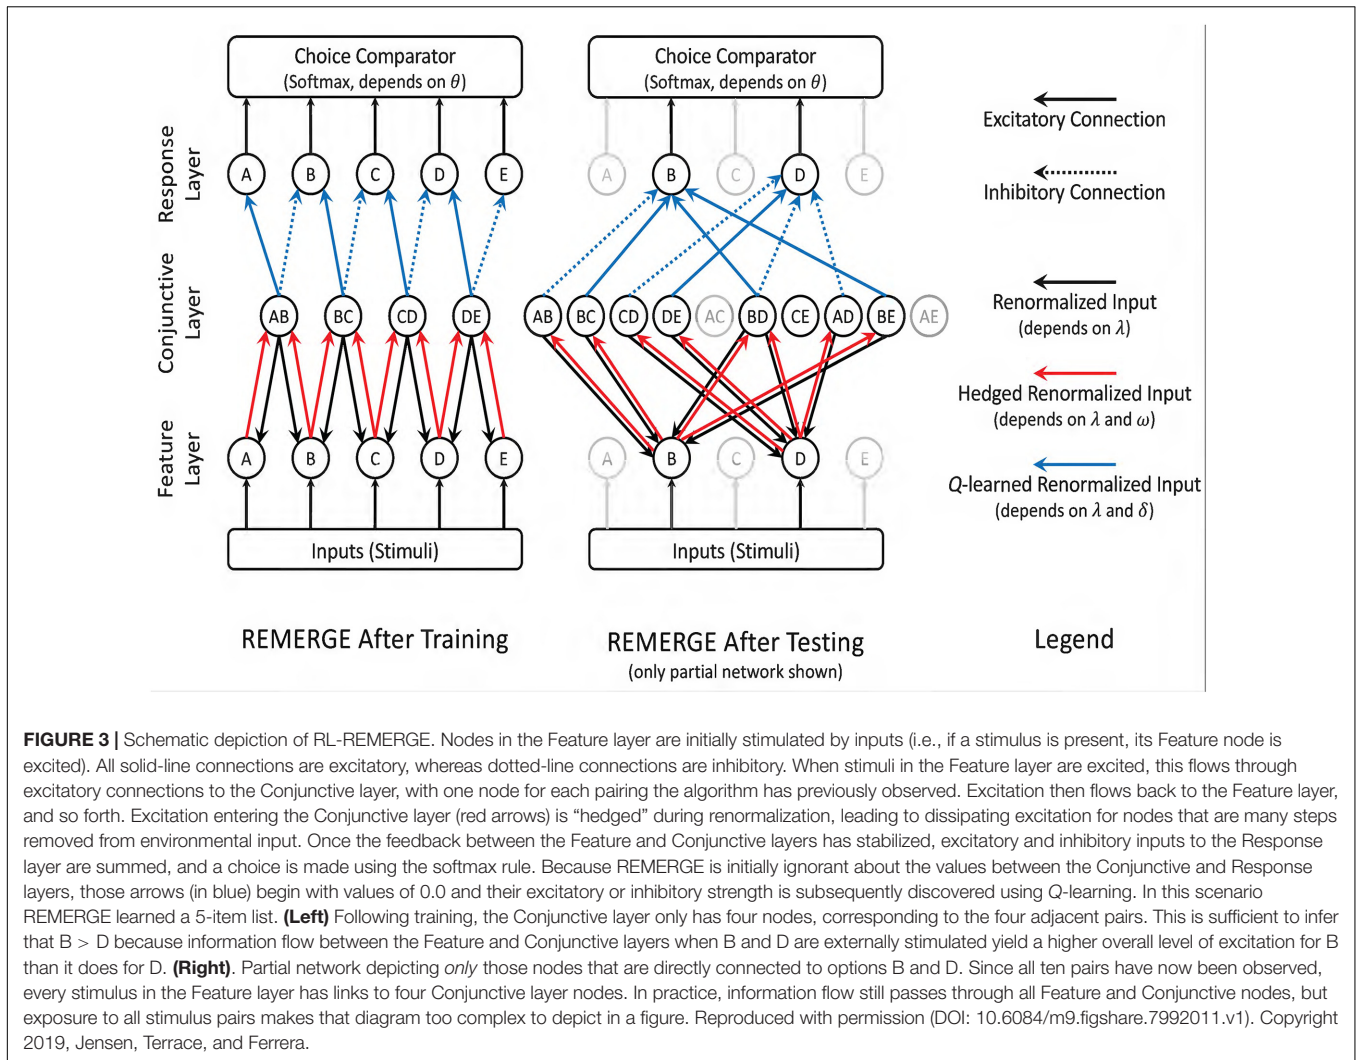 Choice Comparator
(Softmax, depends on θ)
Choice Comparator
(Softmax, depends on θ)
Excitatory Connection
Inhibitory Connection
Response
Layer
A B C D E
A B C D E
Conjunctive
Layer
AB BC CD DE
AB BC CD DE AC BD CE AD BE AE
Renormalized Input
(depends on λ)
Hedged Renormalized Input
(depends on λ and ω)
Feature
Layer
A B C D E
A B C D E
Q-learned Renormalized Input
(depends on λ and δ)
Inputs (Stimuli)
Inputs (Stimuli)
REMERGE After Training
REMERGE After Testing
(only partial network shown)
Legend
FIGURE 3 | Schematic depiction of RL-REMERGE. Nodes in the Feature layer are initially stimulated by inputs (i.e., if a stimulus is present, its Feature node is
excited). All solid-line connections are excitatory, whereas dotted-line connections are inhibitory. When stimuli in the Feature layer are excited, this flows through
excitatory connections to the Conjunctive layer, with one node for each pairing the algorithm has previously observed. Excitation then flows back to the Feature layer,
and so forth. Excitation entering the Conjunctive layer (red arrows) is “hedged” during renormalization, leading to dissipating excitation for nodes that are many steps
removed from environmental input. Once the feedback between the Feature and Conjunctive layers has stabilized, excitatory and inhibitory inputs to the Response
layer are summed, and a choice is made using the softmax rule. Because REMERGE is initially ignorant about the values between the Conjunctive and Response
layers, those arrows (in blue) begin with values of 0.0 and their excitatory or inhibitory strength is subsequently discovered using Q-learning. In this scenario
REMERGE learned a 5-item list. (Left) Following training, the Conjunctive layer only has four nodes, corresponding to the four adjacent pairs. This is sufficient to infer
that B > D because information flow between the Feature and Conjunctive layers when B and D are externally stimulated yield a higher overall level of excitation for B
than it does for D. (Right). Partial network depicting only those nodes that are directly connected to options B and D. Since all ten pairs have now been observed,
every stimulus in the Feature layer has links to four Conjunctive layer nodes. In practice, information flow still passes through all Feature and Conjunctive nodes, but
exposure to all stimulus pairs makes that diagram too complex to depict in a figure. Reproduced with permission (DOI: 10.6084/m9.figshare.7992011.v1). Copyright
2019, Jensen, Terrace, and Ferrera.